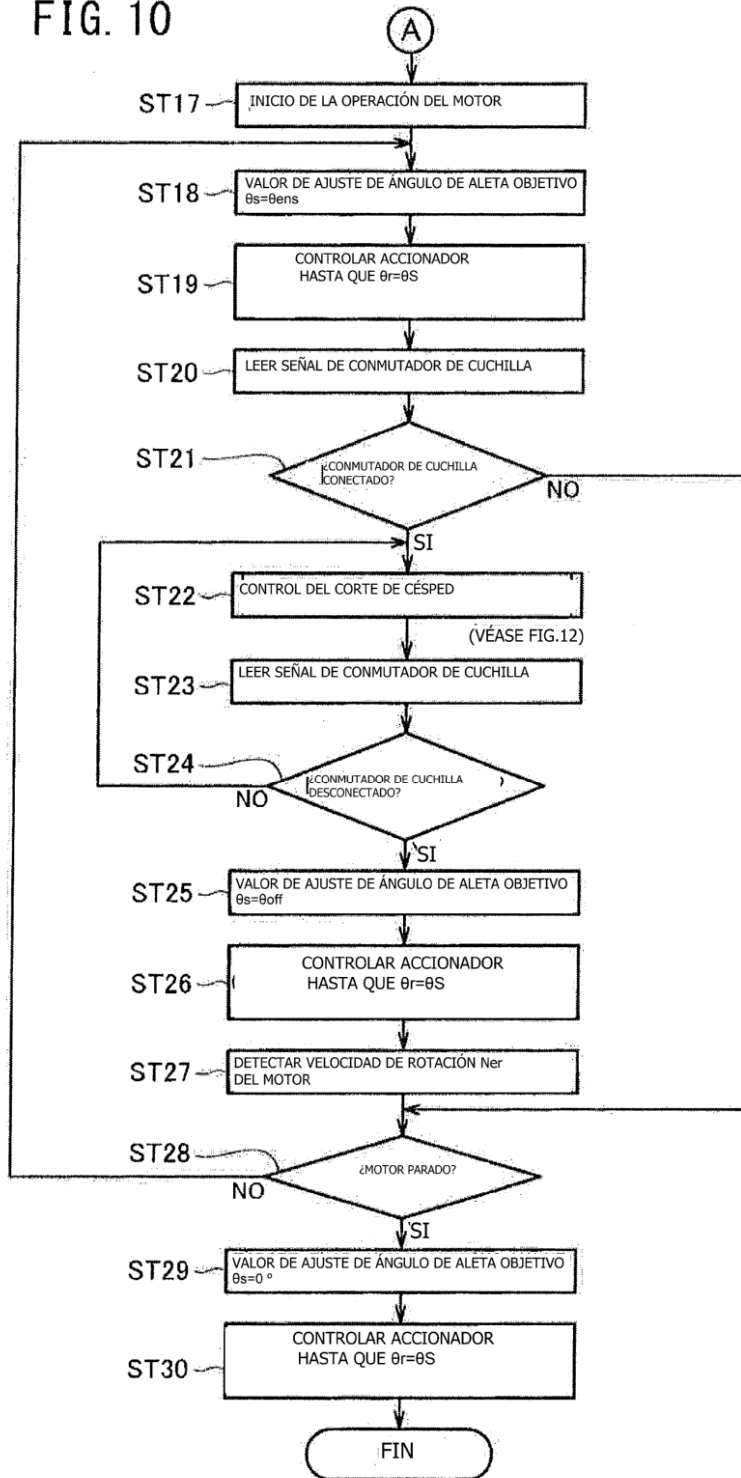 FIG. 10
A
ST17
INICIO DE LA OPERACIÓN DEL MOTOR
ST18
VALOR DE AJUSTE DE ÁNGULO DE ALETA OBJETIVO
θs=θens
ST19
CONTROLAR ACCIONADOR
HASTA QUE θr=θS
ST20
LEER SEÑAL DE CONMUTADOR DE CUCHILLA
ST21
¿CONMUTADOR DE CUCHILLA
CONECTADO?
NO
SI
ST22
CONTROL DEL CORTE DE CÉSPED
(VÉASE FIG.12)
ST23
LEER SEÑAL DE CONMUTADOR DE CUCHILLA
ST24
¿CONMUTADOR DE CUCHILLA
DESCONECTADO?
NO
SI
ST25
VALOR DE AJUSTE DE ÁNGULO DE ALETA OBJETIVO
θs=θoff
ST26
CONTROLAR ACCIONADOR
HASTA QUE θr=θS
ST27
DETECTAR VELOCIDAD DE ROTACIÓN Ner
DEL MOTOR
ST28
¿MOTOR PARADO?
NO
SI
ST29
VALOR DE AJUSTE DE ÁNGULO DE ALETA OBJETIVO
θs=0 º
ST30
CONTROLAR ACCIONADOR
HASTA QUE θr=θS
FIN